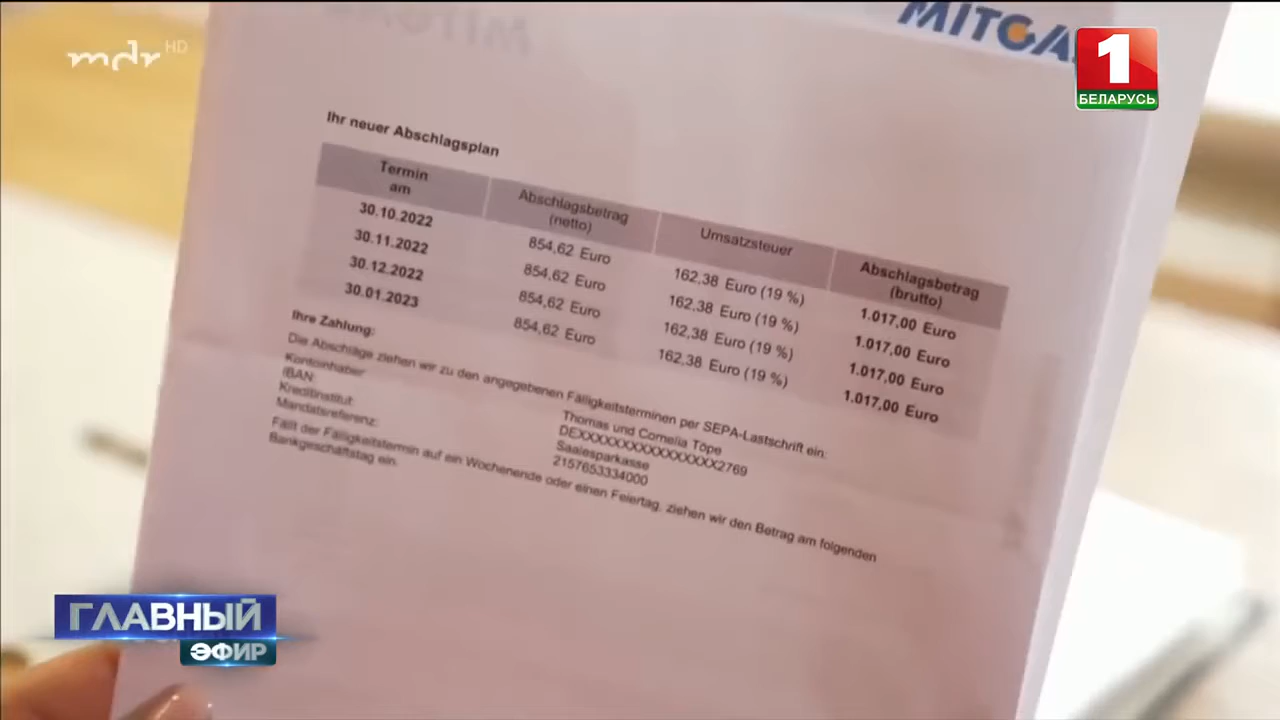 mdr HD
MITGA
1
БЕЛАРУСЬ
Ihr neuer Abschlagsplan
Termin am Abschlagsbetrag (netto) Umsatzsteuer Abschlagsbetrag (brutto)
30.10.2022 854,62 Euro 162,38 Euro (19 %) 1.017,00 Euro
30.11.2022 854,62 Euro 162,38 Euro (19 %) 1.017,00 Euro
30.12.2022 854,62 Euro 162,38 Euro (19 %) 1.017,00 Euro
30.01.2023 854,62 Euro 162,38 Euro (19 %) 1.017,00 Euro
Ihre Zahlung:
Die Abschläge ziehen wir zu den angegebenen Fälligkeitsterminen per SEPA-Lastschrift ein:
Kontoinhaber: Thomas und Cornelia Töpe
IBAN: DEXXXXXXXXXXXXXXXX2769
Kreditinstitut: Saalesparkasse
Mandatsreferenz: 2157653334000
Fällt der Fälligkeitstermin auf ein Wochenende oder einen Feiertag, ziehen wir den Betrag am folgenden
Bankgeschäftstag ein.
ГЛАВНЫЙ
ЭФИР